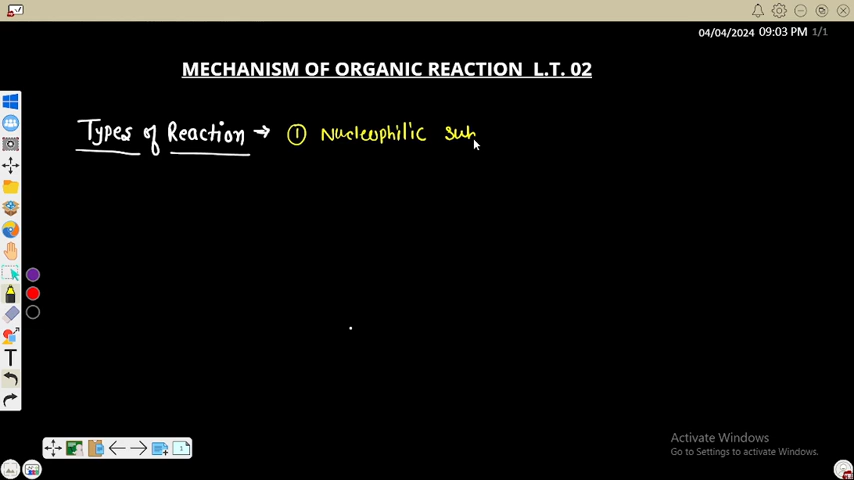 04/04/2024 09:03 PM 1/1
MECHANISM OF ORGANIC REACTION L.T. 02
Types of Reaction → ① Nucleophilic sub
T
1
Activate Windows
Go to Settings to activate Windows.